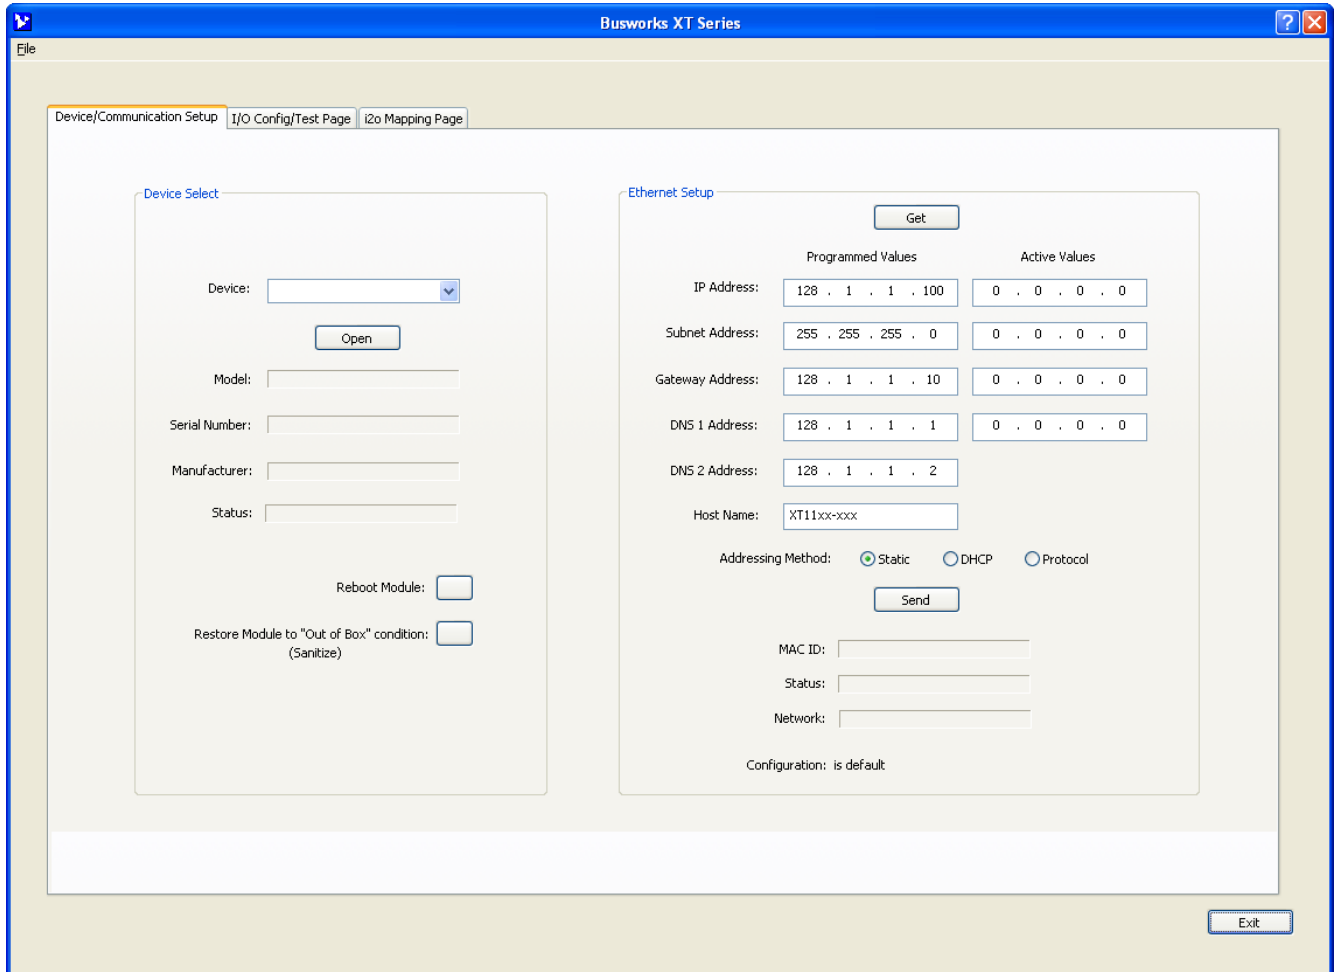 Busworks XT Series
File
Device/Communication Setup
I/O Config/Test Page
i2o Mapping Page
Device Select
Device:
Open
Model:
Serial Number:
Manufacturer:
Status:
Reboot Module:
Restore Module to "Out of Box" condition:
(Sanitize)
Ethernet Setup
Get
Programmed Values Active Values
IP Address: 128 . 1 . 1 . 100 0 . 0 . 0 . 0
Subnet Address: 255 . 255 . 255 . 0 0 . 0 . 0 . 0
Gateway Address: 128 . 1 . 1 . 10 0 . 0 . 0 . 0
DNS 1 Address: 128 . 1 . 1 . 1 0 . 0 . 0 . 0
DNS 2 Address: 128 . 1 . 1 . 2
Host Name: XT11xx-xxx
Addressing Method: Static DHCP Protocol
Send
MAC ID:
Status:
Network:
Configuration: is default
Exit